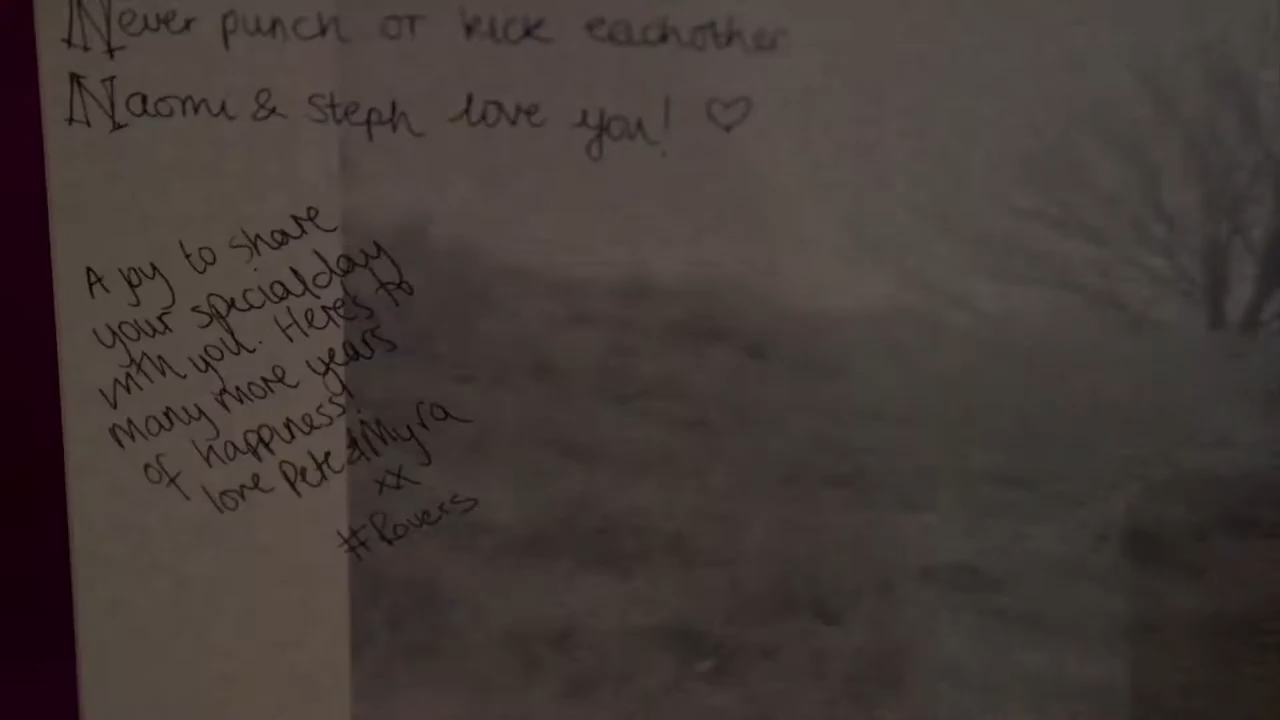 Never punch or kick eachother
Naomi & Steph love you! ♡
A joy to share
your special day
with you. Here's to
many more years
of happiness!
love Pete & Myra
xx
#Rovers